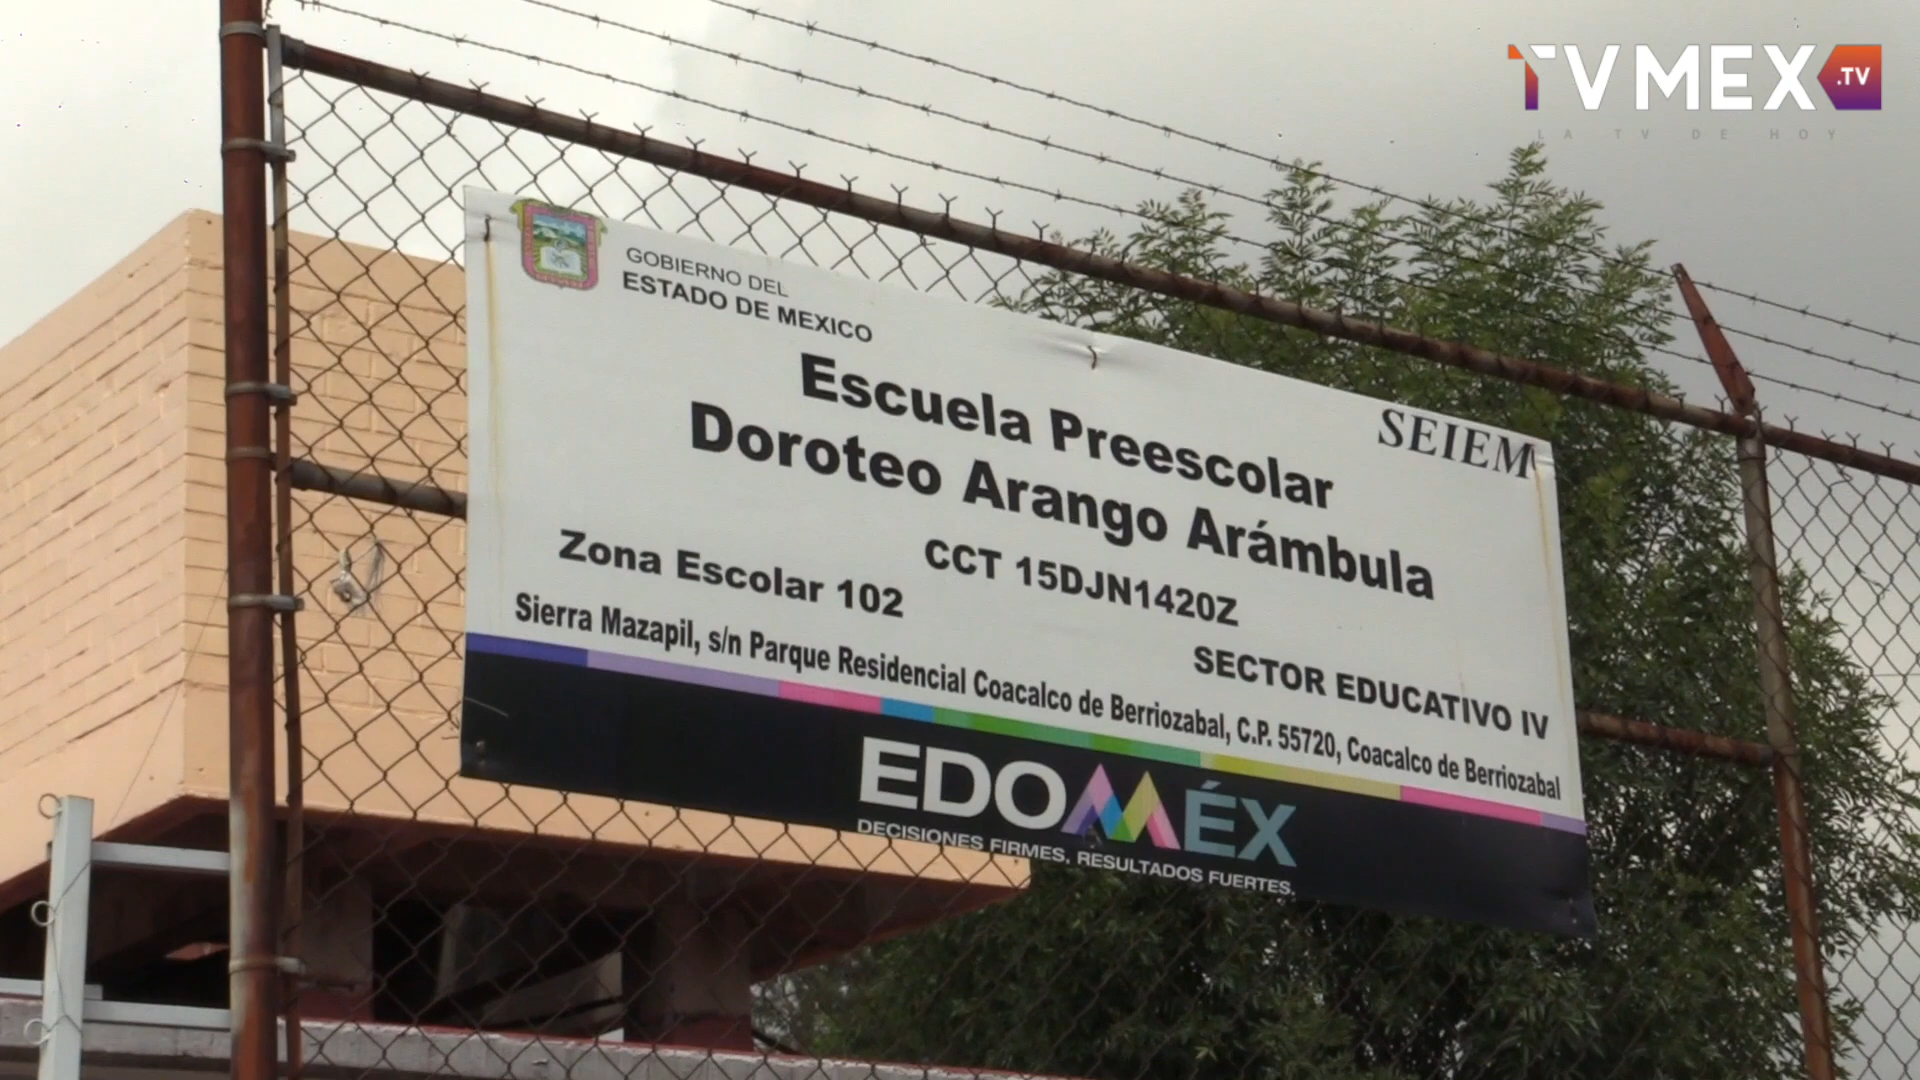 TVMEX .TV
LA TV DE HOY
GOBIERNO DEL
ESTADO DE MEXICO
SEIEM
Escuela Preescolar
Doroteo Arango Arámbula
Zona Escolar 102
CCT 15DJN1420Z
SECTOR EDUCATIVO IV
Sierra Mazapil, s/n Parque Residencial Coacalco de Berriozabal, C.P. 55720, Coacalco de Berriozabal
EDOMÉX
DECISIONES FIRMES, RESULTADOS FUERTES.